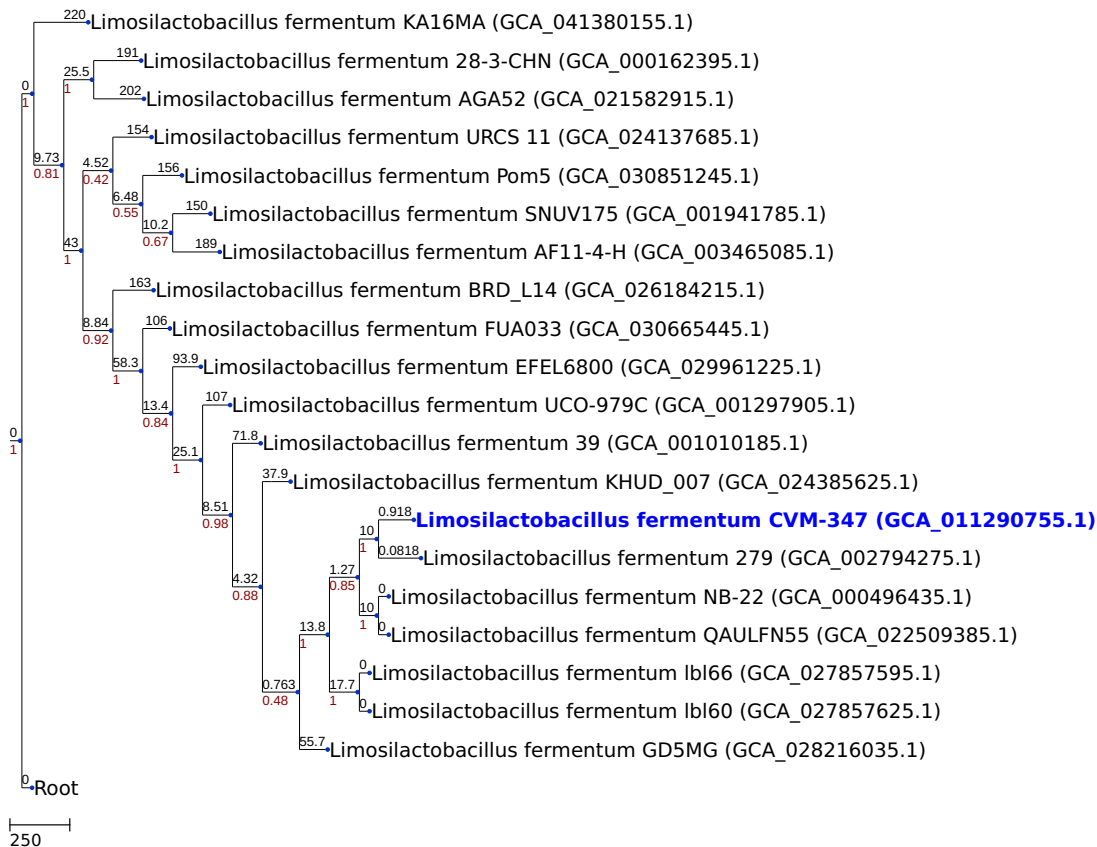 220 Limosilactobacillus fermentum KA16MA (GCA_041380155.1)
191 Limosilactobacillus fermentum 28-3-CHN (GCA_000162395.1)
25.5
0
1
1
202 Limosilactobacillus fermentum AGA52 (GCA_021582915.1)
154 Limosilactobacillus fermentum URCS 11 (GCA_024137685.1)
9.73
4.52
0.81
0.42
156 Limosilactobacillus fermentum Pom5 (GCA_030851245.1)
6.48
0.55
150 Limosilactobacillus fermentum SNUV175 (GCA_001941785.1)
10.2
0.67
43
1
189 Limosilactobacillus fermentum AF11-4-H (GCA_003465085.1)
163 Limosilactobacillus fermentum BRD_L14 (GCA_026184215.1)
8.84
0.92
106 Limosilactobacillus fermentum FUA033 (GCA_030665445.1)
58.3
1
93.9 Limosilactobacillus fermentum EFEL6800 (GCA_029961225.1)
13.4
0.84
107 Limosilactobacillus fermentum UCO-979C (GCA_001297905.1)
0
1
25.1
1
71.8 Limosilactobacillus fermentum 39 (GCA_001010185.1)
37.9 Limosilactobacillus fermentum KHUD_007 (GCA_024385625.1)
8.51
0.98
0.918 Limosilactobacillus fermentum CVM-347 (GCA_011290755.1)
10
1
0.0818 Limosilactobacillus fermentum 279 (GCA_002794275.1)
1.27
0.85
4.32
0.88
0 Limosilactobacillus fermentum NB-22 (GCA_000496435.1)
10
1
0 Limosilactobacillus fermentum QAULFN55 (GCA_022509385.1)
13.8
1
0 Limosilactobacillus fermentum lbl66 (GCA_027857595.1)
0.763
0.48
17.7
1
0 Limosilactobacillus fermentum lbl60 (GCA_027857625.1)
55.7 Limosilactobacillus fermentum GD5MG (GCA_028216035.1)
0 Root
250